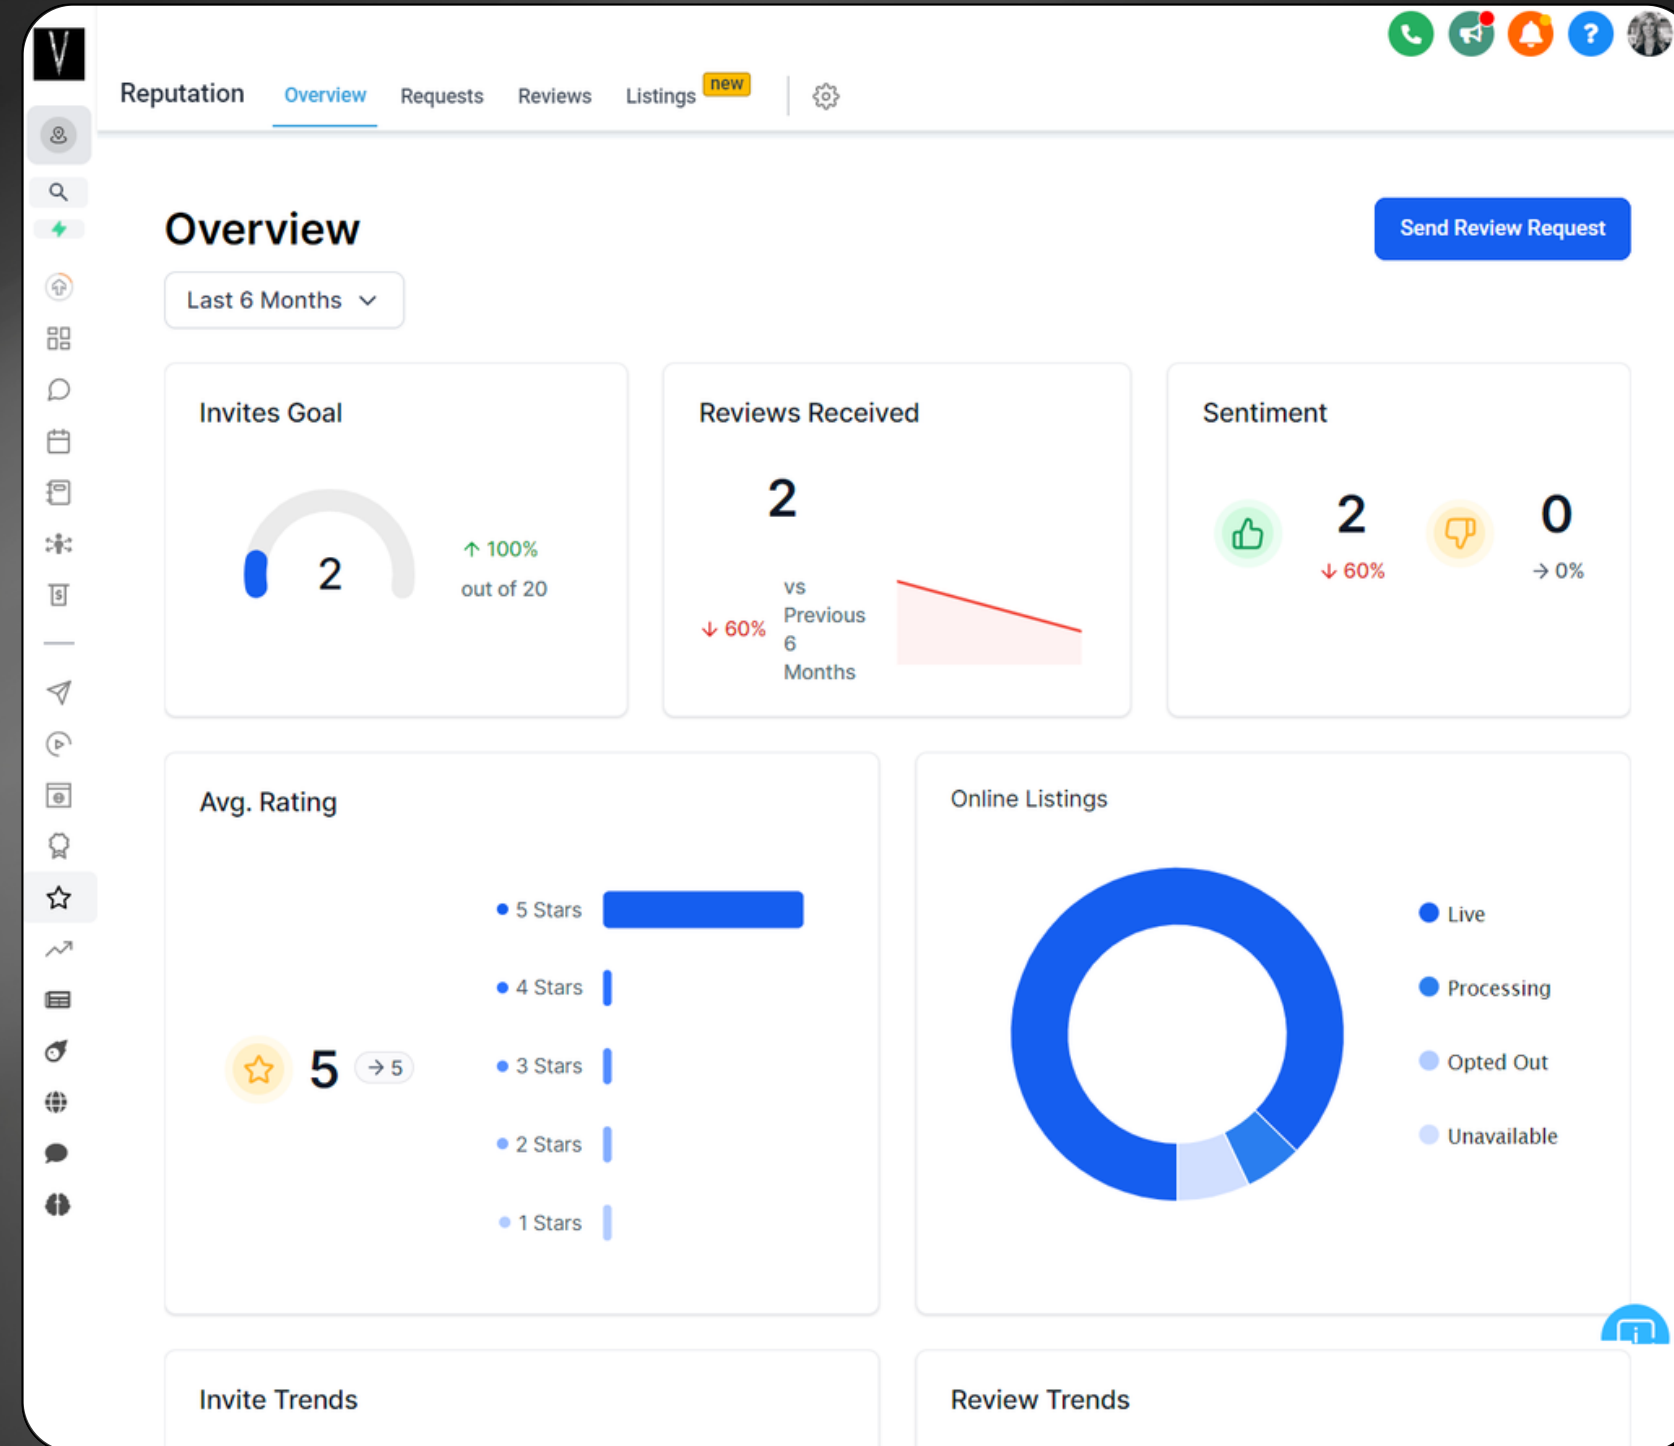 V
Reputation
Overview
Requests
Reviews
Listings
new
?
Overview
Send Review Request
Last 6 Months
Invites Goal
2
↑ 100%
out of 20
Reviews Received
2
↓ 60%
vs
Previous
6
Months
Sentiment
2
↓ 60%
0
→ 0%
Avg. Rating
5
→ 5
5 Stars
4 Stars
3 Stars
2 Stars
1 Stars
Online Listings
Live
Processing
Opted Out
Unavailable
Invite Trends
Review Trends